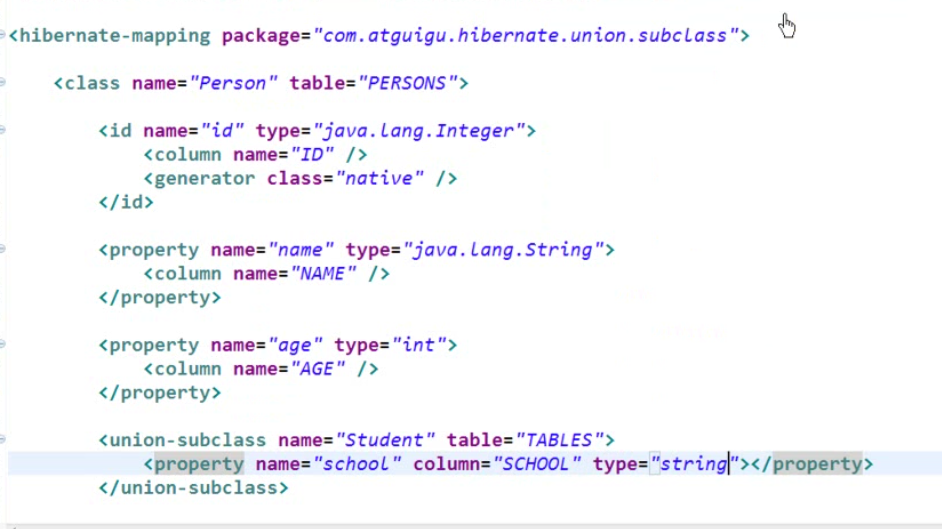 <hibernate-mapping package="com.atguigu.hibernate.union.subclass">
<class name="Person" table="PERSONS">
<id name="id" type="java.lang.Integer">
<column name="ID" />
<generator class="native" />
</id>
<property name="name" type="java.lang.String">
<column name="NAME" />
</property>
<property name="age" type="int">
<column name="AGE" />
</property>
<union-subclass name="Student" table="TABLES">
<property name="school" column="SCHOOL" type="string"></property>
</union-subclass>